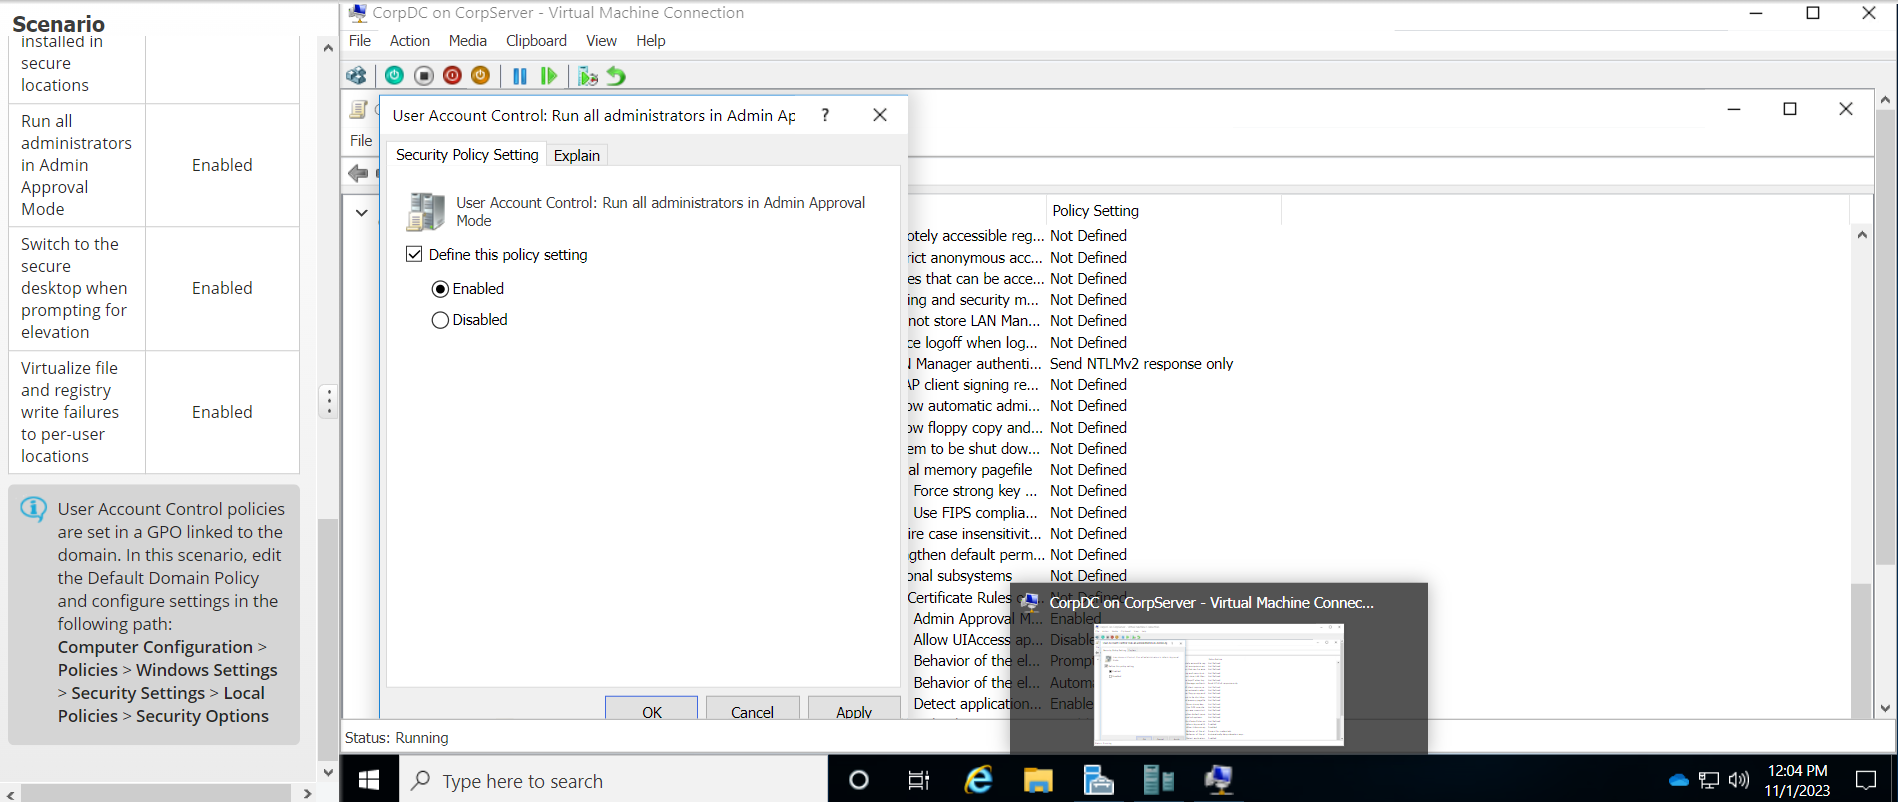 Scenario
installed in
secure
locations
Run all
administrators
in Admin
Approval
Mode
Enabled
Switch to the
secure
desktop when
prompting for
elevation
Enabled
Virtualize file
and registry
write failures
to per-user
locations
Enabled
User Account Control policies
are set in a GPO linked to the
domain. In this scenario, edit
the Default Domain Policy
and configure settings in the
following path:
Computer Configuration >
Policies > Windows Settings
> Security Settings > Local
Policies > Security Options
CorpDC on CorpServer - Virtual Machine Connection
File Action Media Clipboard View Help
File
User Account Control: Run all administrators in Admin Ap
?
Security Policy Setting Explain
User Account Control: Run all administrators in Admin Approval
Mode
Define this policy setting
Enabled
Disabled
OK Cancel Apply
Policy Setting
otely accessible reg... Not Defined
rict anonymous acc... Not Defined
es that can be acce... Not Defined
ing and security m... Not Defined
not store LAN Man... Not Defined
ce logoff when log... Not Defined
Manager authenti... Send NTLMv2 response only
AP client signing re... Not Defined
ow automatic admi... Not Defined
ow floppy copy and... Not Defined
em to be shut dow... Not Defined
al memory pagefile Not Defined
Force strong key ... Not Defined
Use FIPS complia... Not Defined
ire case insensitivit... Not Defined
gthen default perm... Not Defined
onal subsystems Not Defined
Certificate Rules Not Defined
Admin Approval M... Enabled
Allow UIAccess ap... Disable
Behavior of the el... Promp
Behavior of the el... Autom
Detect application... Enable
CorpDC on CorpServer - Virtual Machine Connec...
Status: Running
Type here to search
12:04 PM
11/1/2023